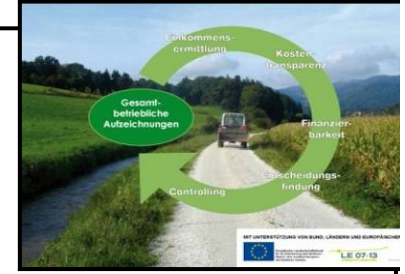 Einkommens-
ermittlung
Kosten-
transparenz
Gesamt-
betriebliche
Aufzeichnungen
Finanzier-
barkeit
Entscheidungs-
findung
Controlling
MIT UNTERSTÜTZUNG VON BUND, LÄNDERN UND EUROPÄISCHER
LE 07-13